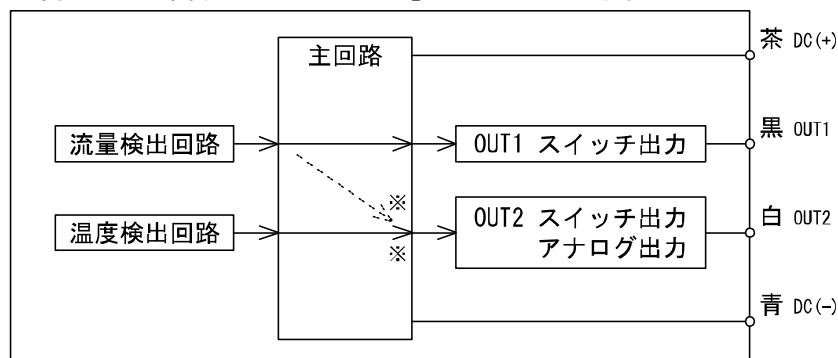 主回路
茶 DC(+)
流量検出回路
OUT1 スイッチ出力
黒 OUT1
※
温度検出回路
OUT2 スイッチ出力
アナログ出力
白 OUT2
※
青 DC(-)